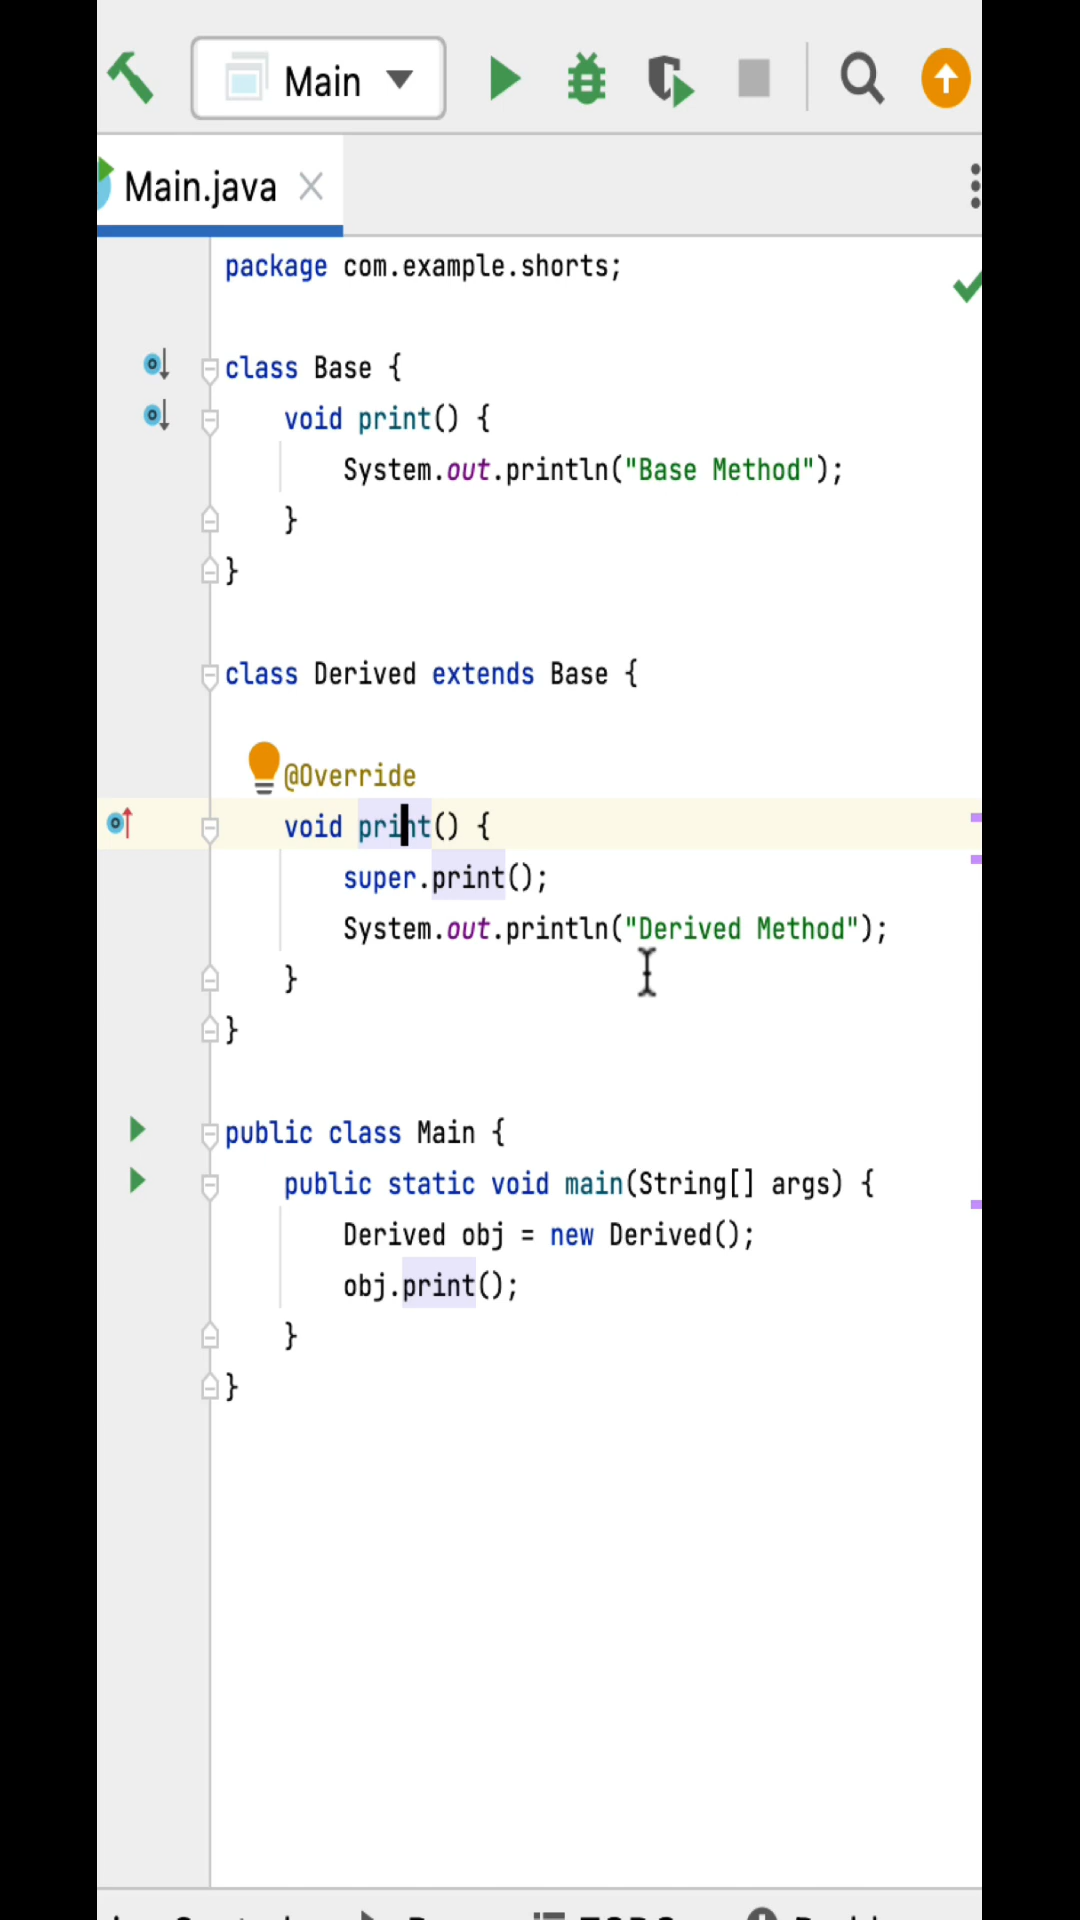 Main
Main.java
package com.example.shorts;
class Base {
void print() {
System.out.println("Base Method");
}
}
class Derived extends Base {
@Override
void print() {
super.print();
System.out.println("Derived Method");
}
}
public class Main {
public static void main(String[] args) {
Derived obj = new Derived();
obj.print();
}
}